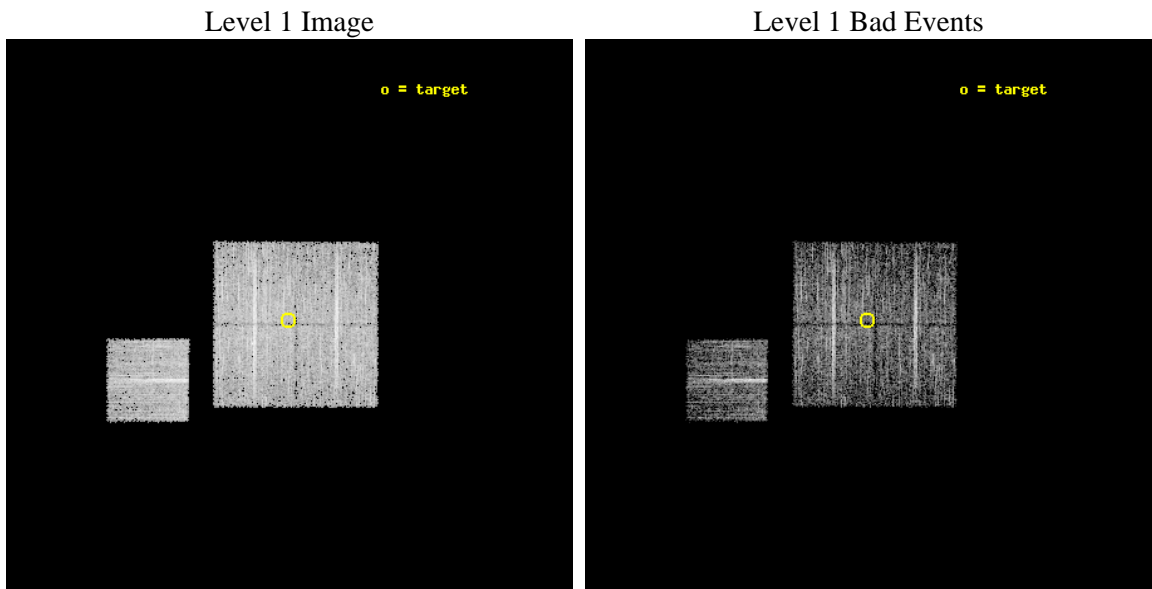 Level 1 Image
Level 1 Bad Events
o = target
o = target